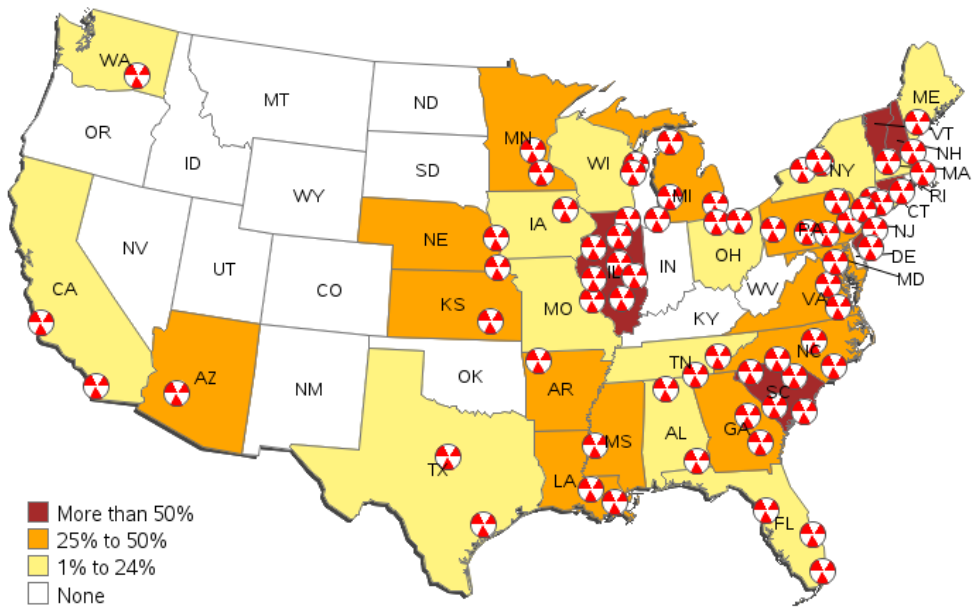 WA
MT
ND
ME
OR
MN
VT
ID
SD
WI
NH
NY
MA
WY
MI
RI
IA
CT
NE
PA
NV
OH
NJ
UT
IL
IN
DE
CA
CO
MD
KS
MO
WV
VA
KY
TN
NC
AZ
OK
NM
AR
SC
MS
AL
GA
TX
LA
FL
More than 50%
25% to 50%
1% to 24%
None